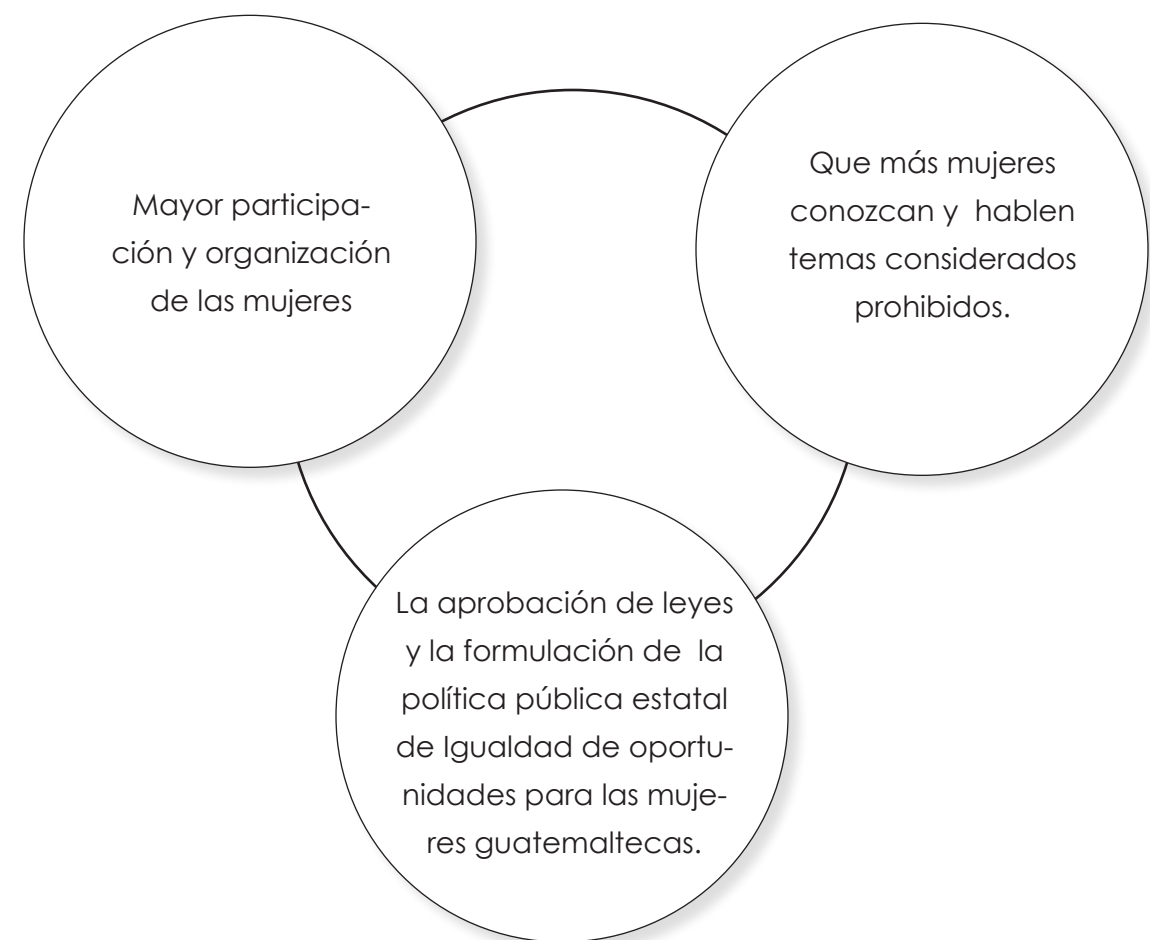 Mayor participa-
ción y organización
de las mujeres
Que más mujeres
conozcan y  hablen
temas considerados
prohibidos.
La aprobación de leyes
y la formulación de  la
política pública estatal
de Igualdad de oportu-
nidades para las muje-
res guatemaltecas.